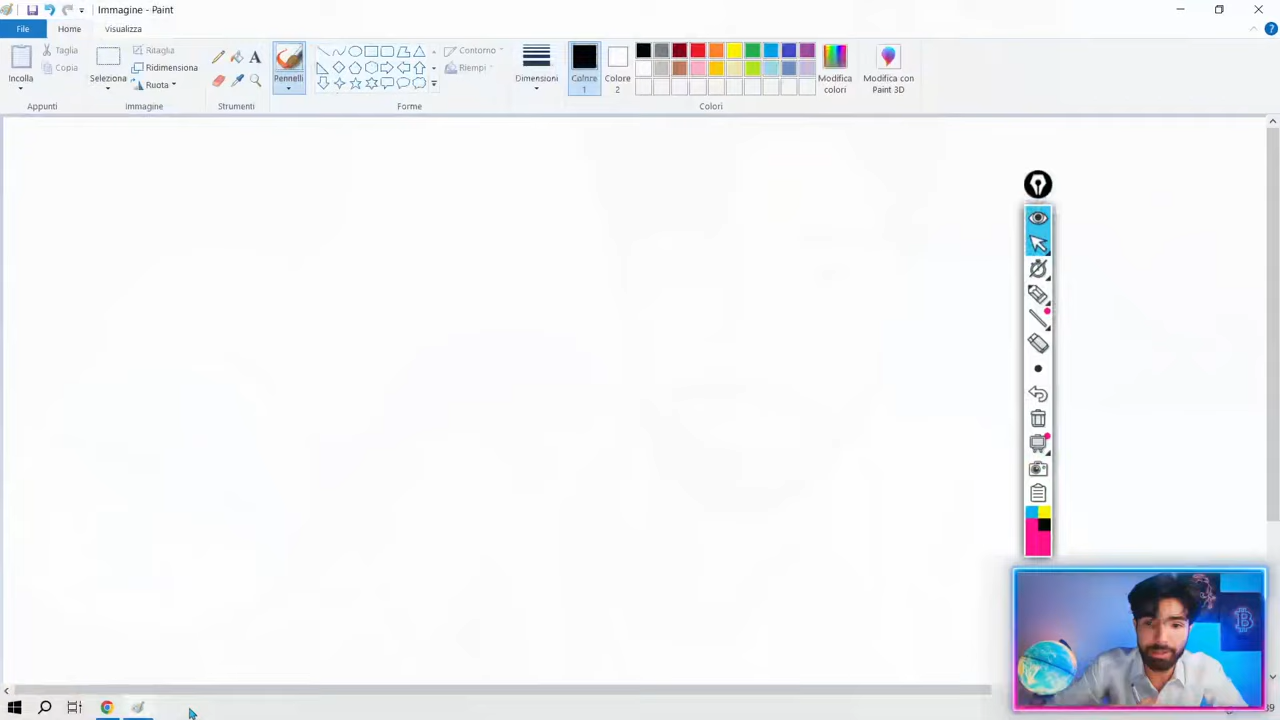 Immagine - Paint
File
Home
Visualizza
Incolla
Taglia
Copia
Appunti
Seleziona
Ritaglia
Ridimensiona
Ruota
Immagine
Strumenti
Pennelli
Contorno
Riempi
Forme
Dimensioni
Colore
1
Colore
2
Modifica
colori
Colori
Modifica con
Paint 3D
39